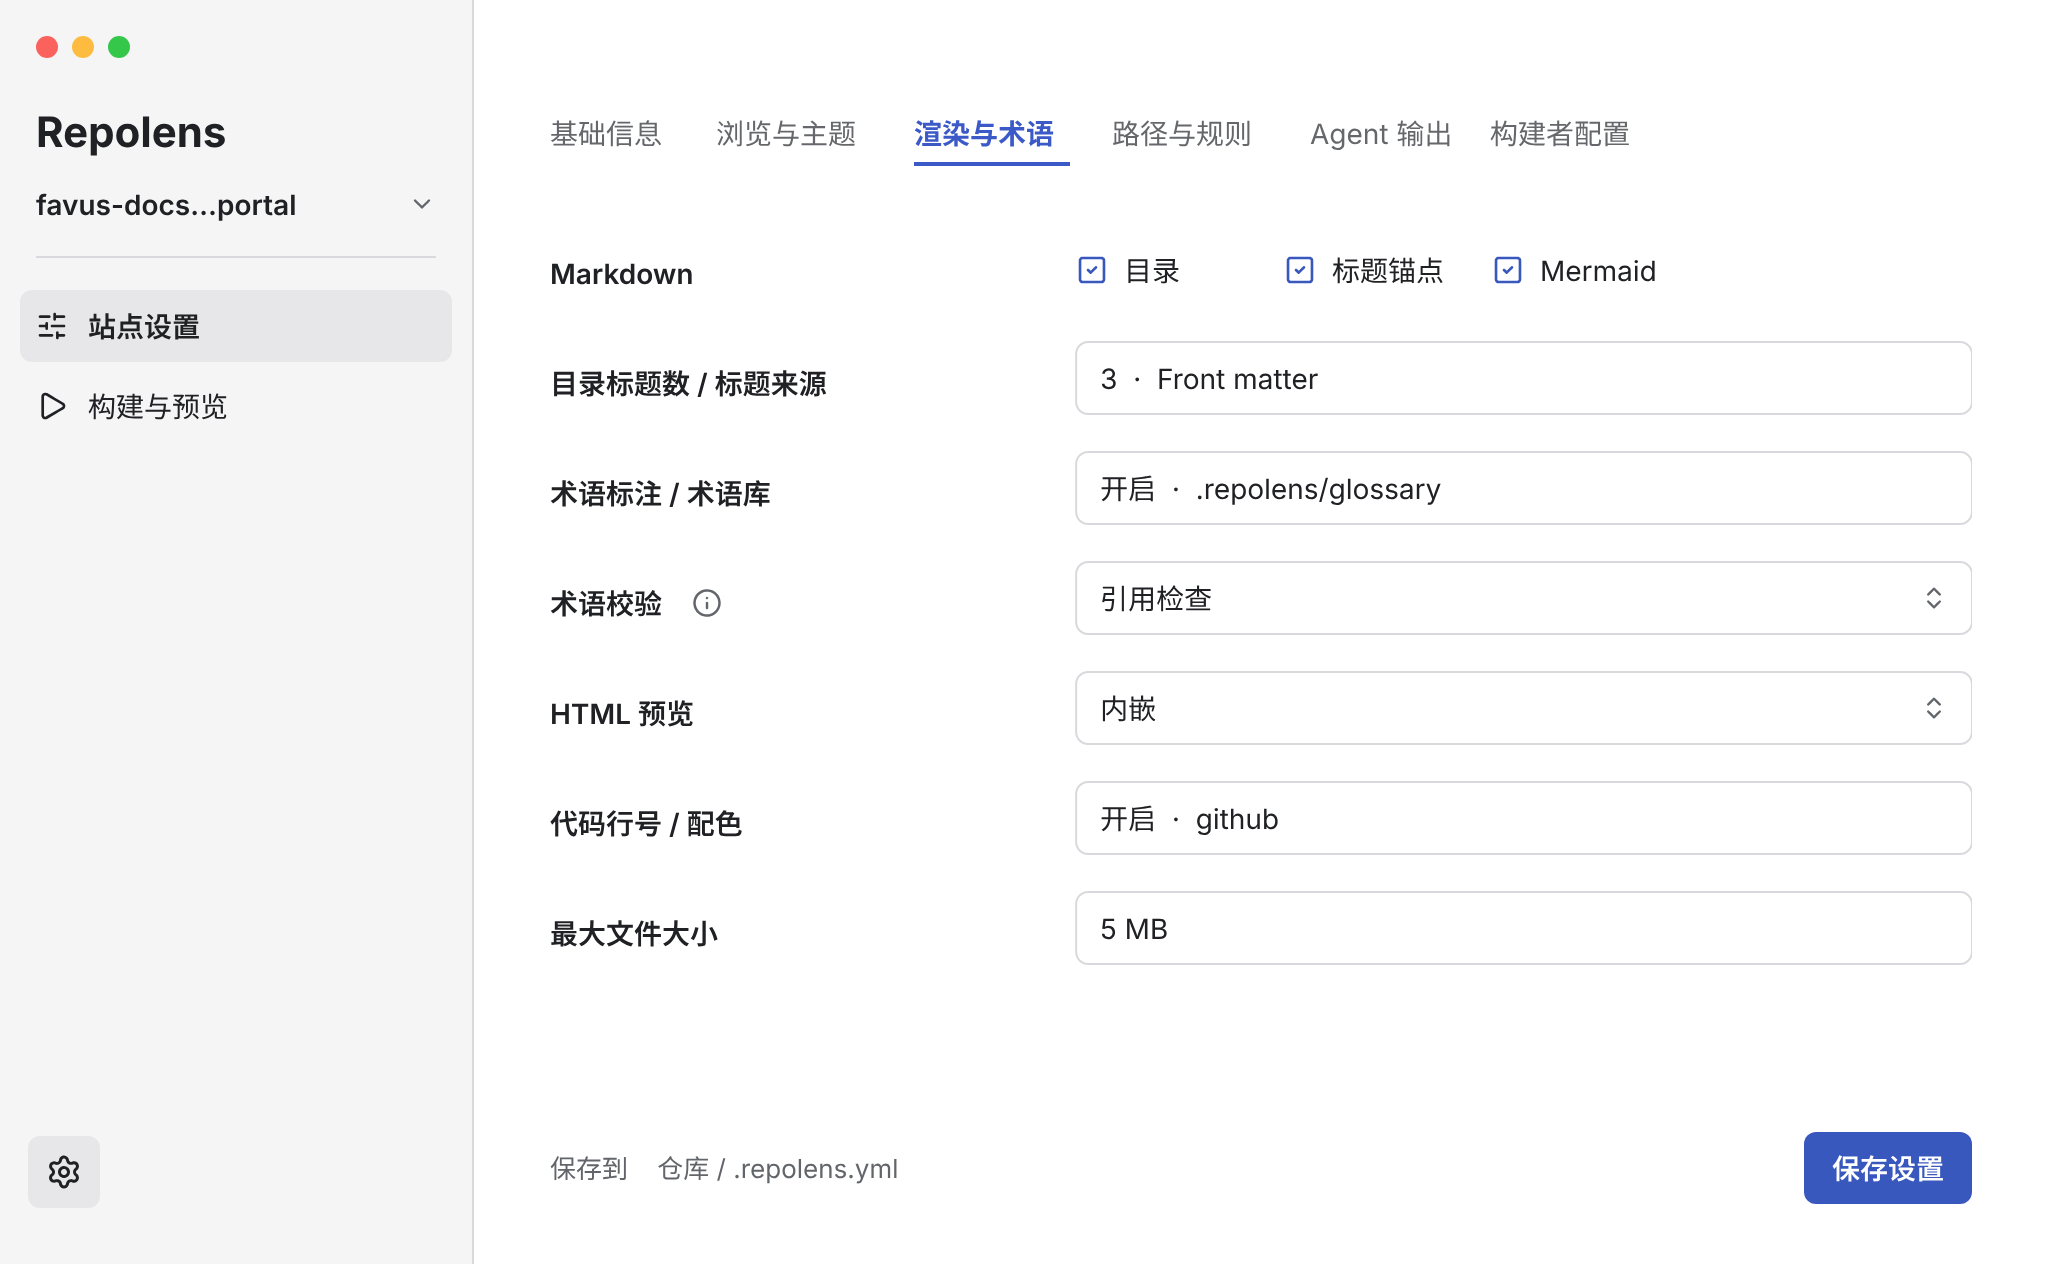 Repolens
favus-docs...portal
站点设置
构建与预览
基础信息 浏览与主题 渲染与术语 路径与规则 Agent 输出 构建者配置
Markdown 目录 标题锚点 Mermaid
目录标题数 / 标题来源 3 · Front matter
术语标注 / 术语库 开启 · .repolens/glossary
术语校验 引用检查
HTML 预览 内嵌
代码行号 / 配色 开启 · github
最大文件大小 5 MB
保存到 仓库 / .repolens.yml 保存设置